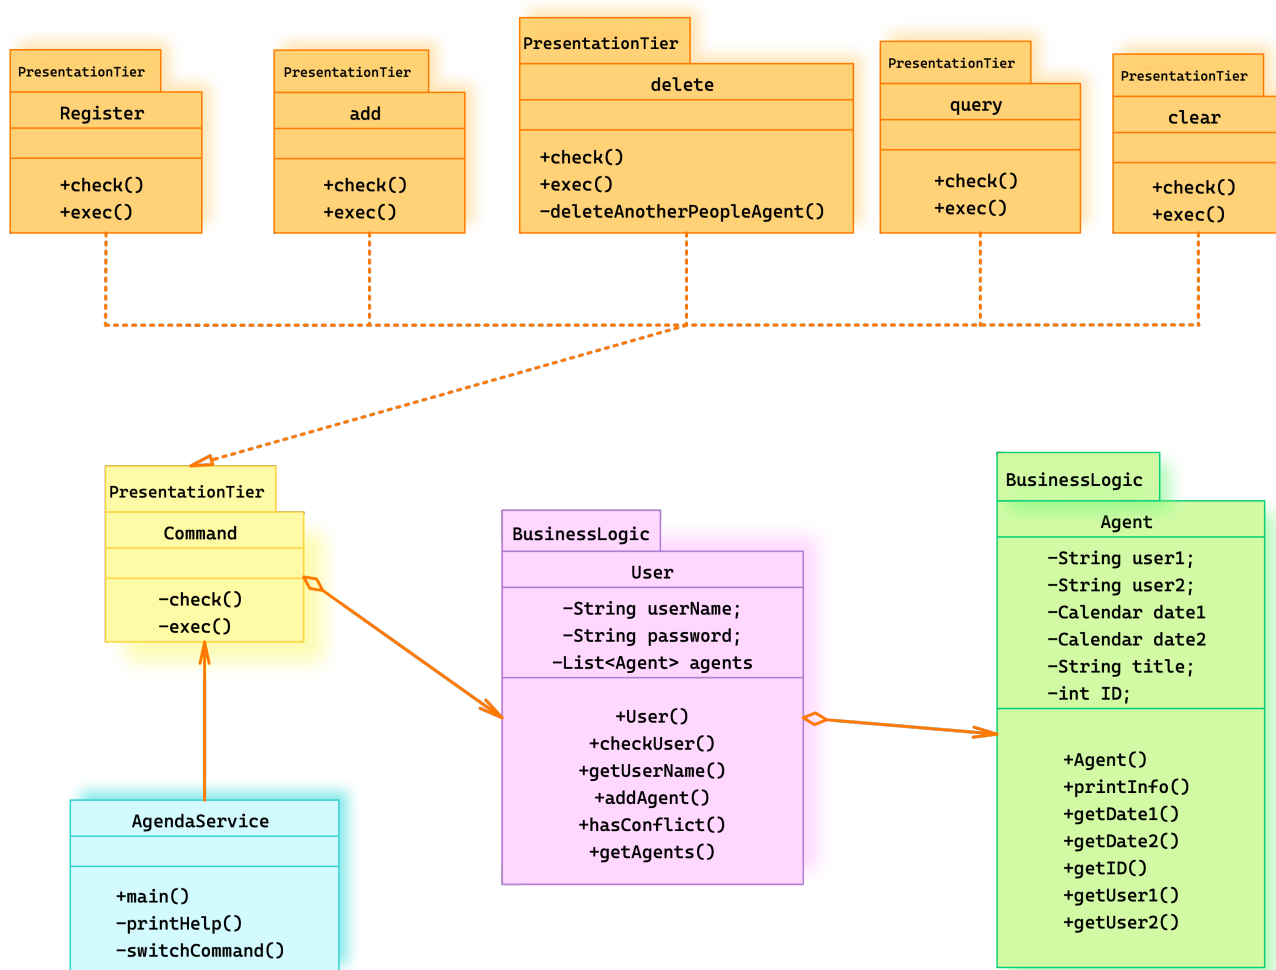 PresentationTier
Register
+check()
+exec()
PresentationTier
add
+check()
+exec()
PresentationTier
delete
+check()
+exec()
-deleteAnotherPeopleAgent()
PresentationTier
query
+check()
+exec()
PresentationTier
clear
+check()
+exec()
PresentationTier
Command
-check()
-exec()
BusinessLogic
User
-String userName;
-String password;
-List<Agent> agents
+User()
+checkUser()
+getUserName()
+addAgent()
+hasConflict()
+getAgents()
BusinessLogic
Agent
-String user1;
-String user2;
-Calendar date1
-Calendar date2
-String title;
-int ID;
+Agent()
+printInfo()
+getDate1()
+getDate2()
+getID()
+getUser1()
+getUser2()
AgendaService
+main()
-printHelp()
-switchCommand()